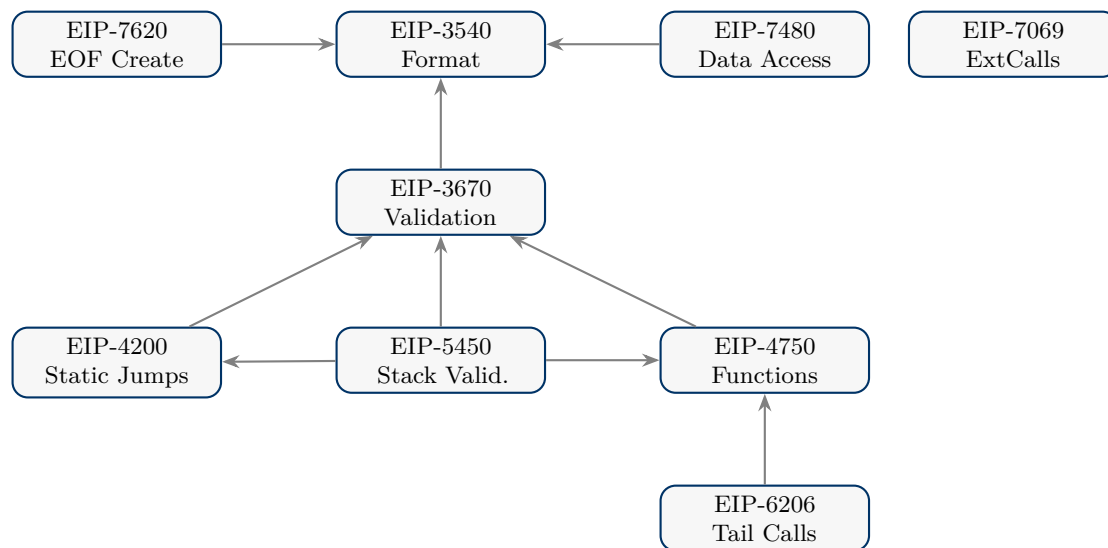 EIP-7620
EOF Create
EIP-3540
Format
EIP-7480
Data Access
EIP-7069
ExtCalls
EIP-3670
Validation
EIP-4200
Static Jumps
EIP-5450
Stack Valid.
EIP-4750
Functions
EIP-6206
Tail Calls